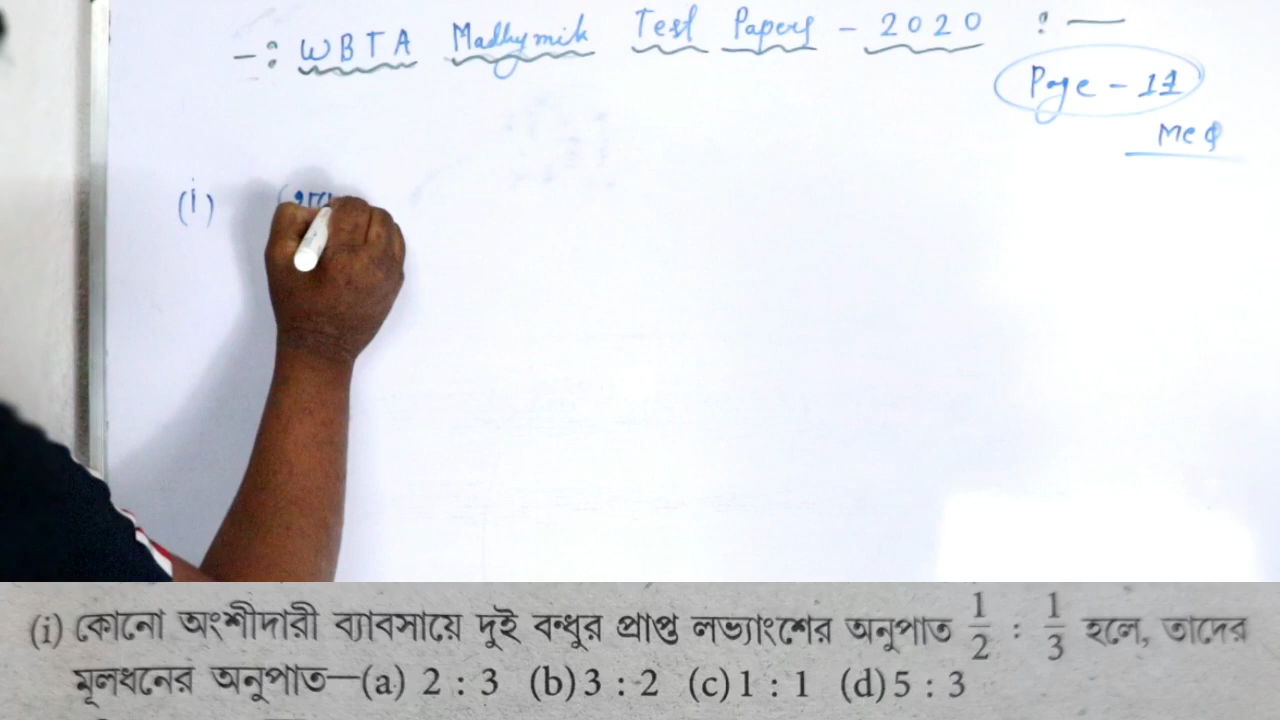 -: WBTA Madhymik Test Papers - 2020 :-
Page - 11
MCQ
(i)
(i) কোনো অংশীদারী ব্যাবসায়ে দুই বন্ধুর প্রাপ্ত লভ্যাংশের অনুপাত 1/2 : 1/3 হলে, তাদের
মূলধনের অনুপাত—(a) 2 : 3 (b) 3 : 2 (c) 1 : 1 (d) 5 : 3